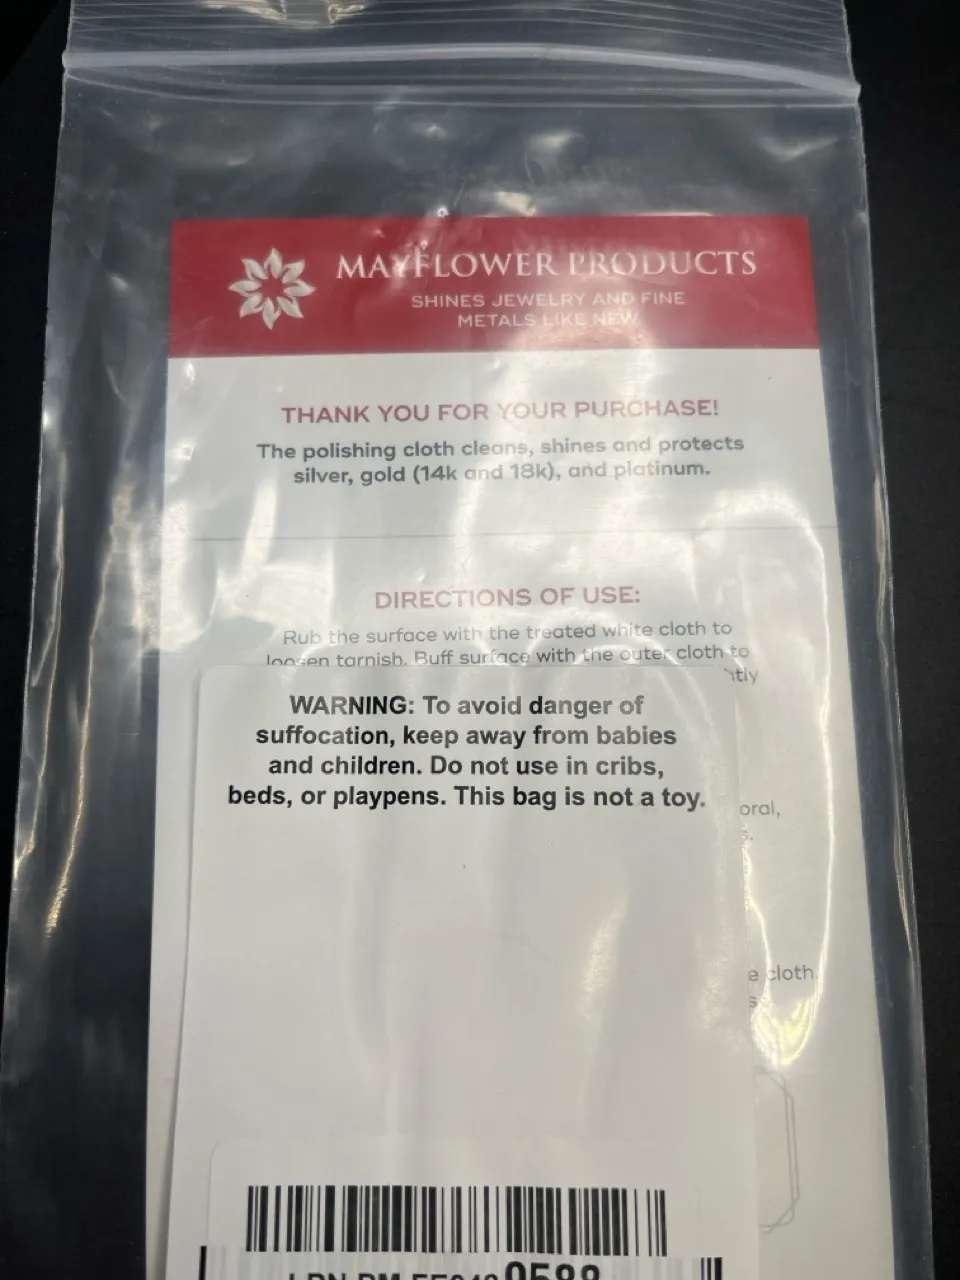 MAYFLOWER PRODUCTS
SHINES JEWELRY AND FINE
METALS LIKE NEW
THANK YOU FOR YOUR PURCHASE!
The polishing cloth cleans, shines and protects
silver, gold (14k and 18k), and platinum.
DIRECTIONS OF USE:
Rub the surface with the treated white cloth to
loosen tarnish. Buff surface with the outer cloth to
WARNING: To avoid danger of
suffocation, keep away from babies
and children. Do not use in cribs,
beds, or playpens. This bag is not a toy.
cloth